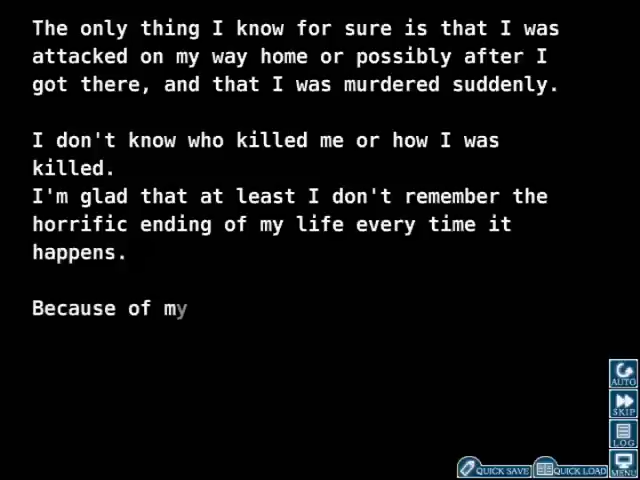 The only thing I know for sure is that I was
attacked on my way home or possibly after I
got there, and that I was murdered suddenly.
I don't know who killed me or how I was
killed.
I'm glad that at least I don't remember the
horrific ending of my life every time it
happens.
Because of my
AUTO
SKIP
LOG
MENU
QUICK SAVE
QUICK LOAD